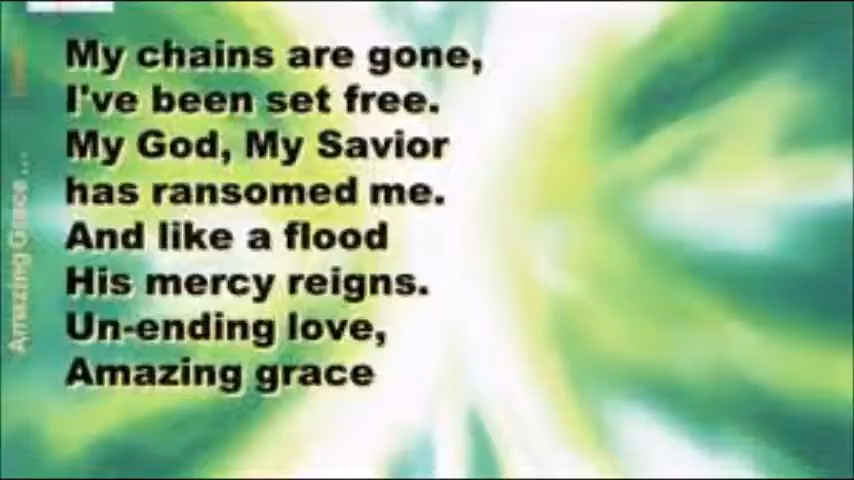 My chains are gone,
I've been set free.
My God, My Savior
has ransomed me.
And like a flood
His mercy reigns.
Un-ending love,
Amazing grace
Amazing Grace...